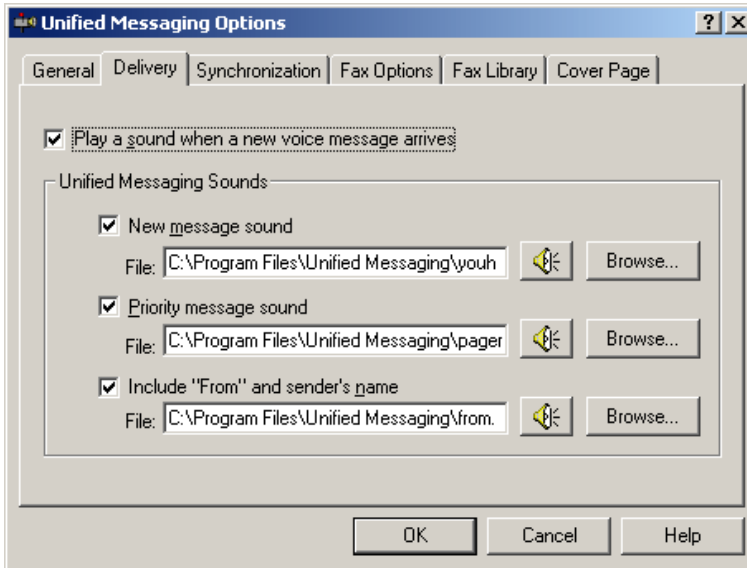 Unified Messaging Options
General Delivery Synchronization Fax Options Fax Library Cover Page
Play a sound when a new voice message arrives
Unified Messaging Sounds
New message sound
File: C:\Program Files\Unified Messaging\youh Browse...
Priority message sound
File: C:\Program Files\Unified Messaging\pager Browse...
Include "From" and sender's name
File: C:\Program Files\Unified Messaging\from. Browse...
OK Cancel Help